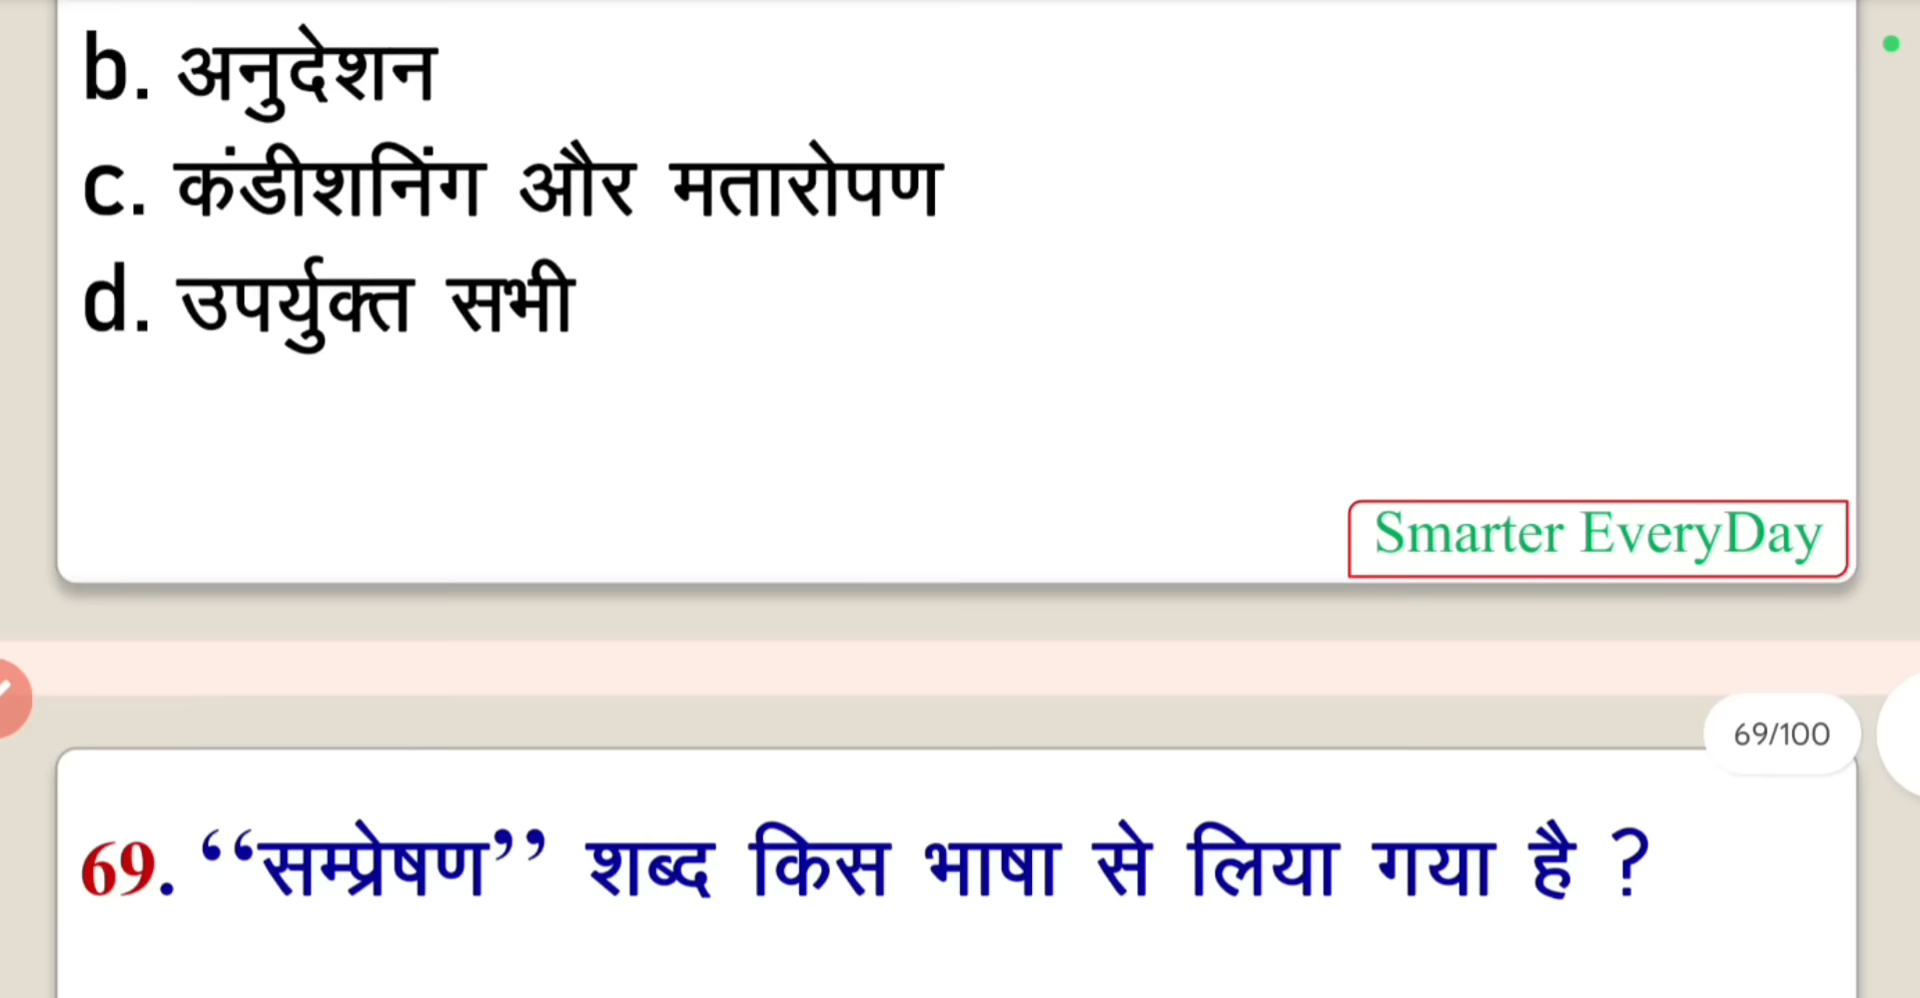 b. अनुदेशन
c. कंडीशनिंग और मतारोपण
d. उपर्युक्त सभी
Smarter EveryDay
69/100
69. “सम्प्रेषण” शब्द किस भाषा से लिया गया है ?